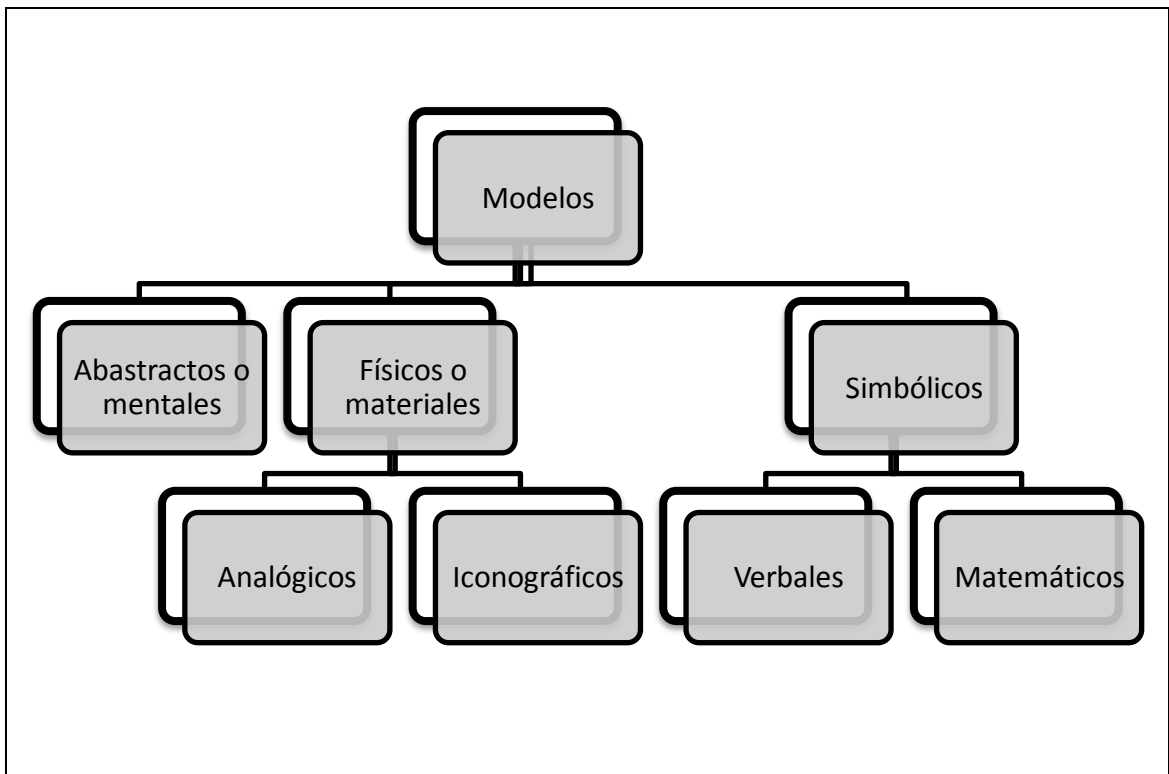 Modelos
Abastractos o
mentales
Físicos o
materiales
Simbólicos
Analógicos
Iconográficos
Verbales
Matemáticos